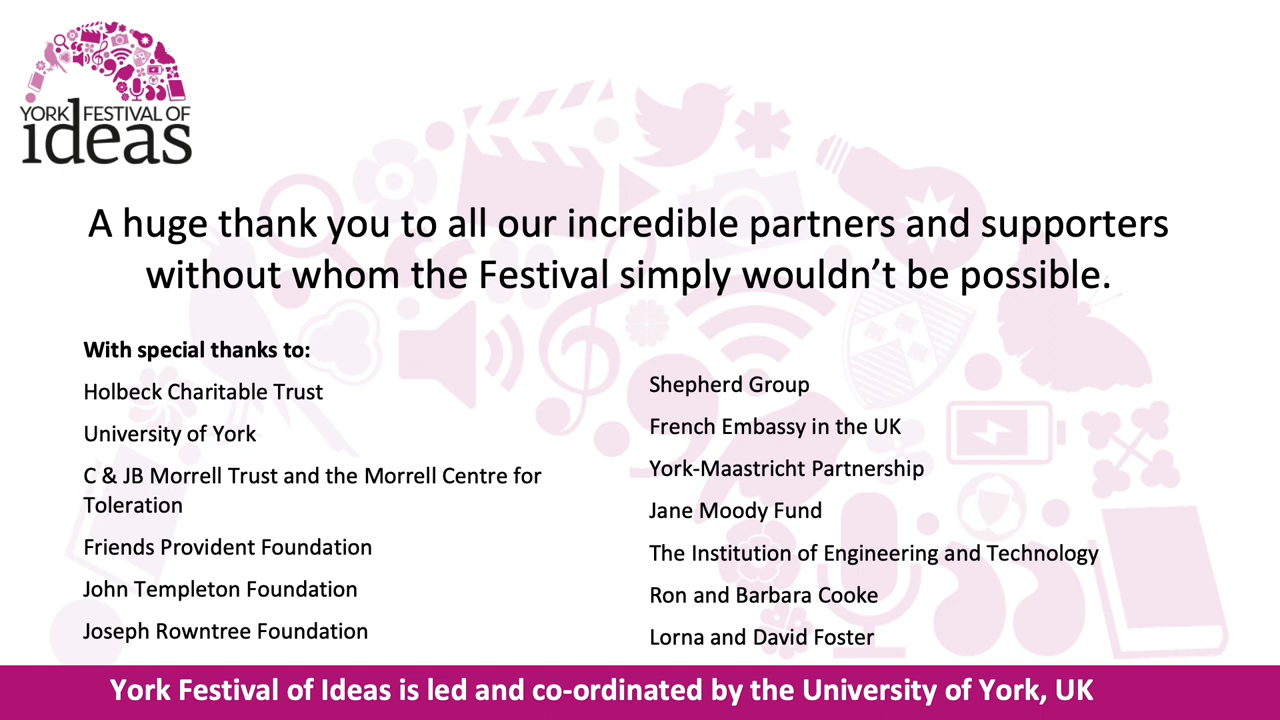 YORK FESTIVAL OF
ideas
A huge thank you to all our incredible partners and supporters
without whom the Festival simply wouldn’t be possible.
With special thanks to:
Holbeck Charitable Trust
University of York
C & JB Morrell Trust and the Morrell Centre for
Toleration
Friends Provident Foundation
John Templeton Foundation
Joseph Rowntree Foundation
Shepherd Group
French Embassy in the UK
York-Maastricht Partnership
Jane Moody Fund
The Institution of Engineering and Technology
Ron and Barbara Cooke
Lorna and David Foster
York Festival of Ideas is led and co-ordinated by the University of York, UK